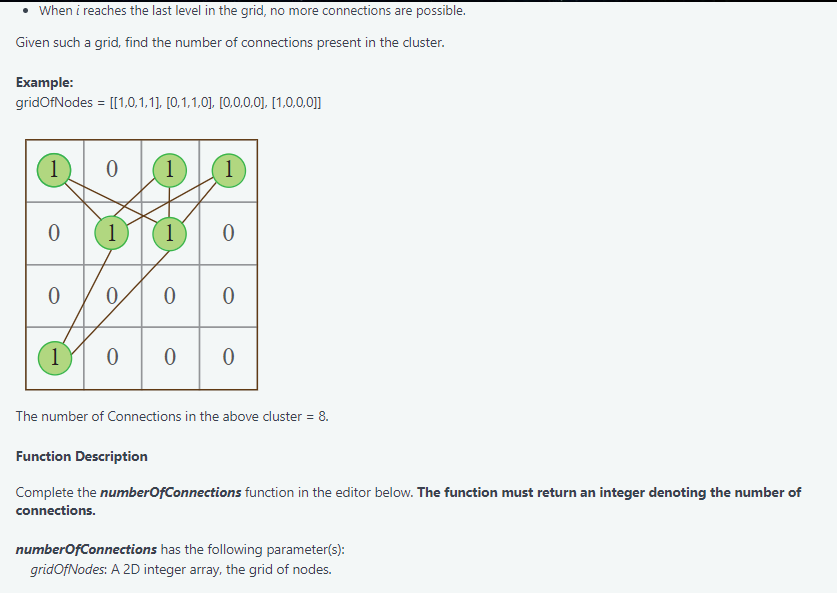 • When i reaches the last level in the grid, no more connections are possible.
Given such a grid, find the number of connections present in the cluster.
Example:
gridOfNodes = [[1,0,1,1], [0,1,1,0], [0,0,0,0], [1,0,0,0]]
1 0 1 1
0 1 1 0
0 0 0 0
1 0 0 0
The number of Connections in the above cluster = 8.
Function Description
Complete the numberOfConnections function in the editor below. The function must return an integer denoting the number of
connections.
numberOfConnections has the following parameter(s):
gridOfNodes: A 2D integer array, the grid of nodes.